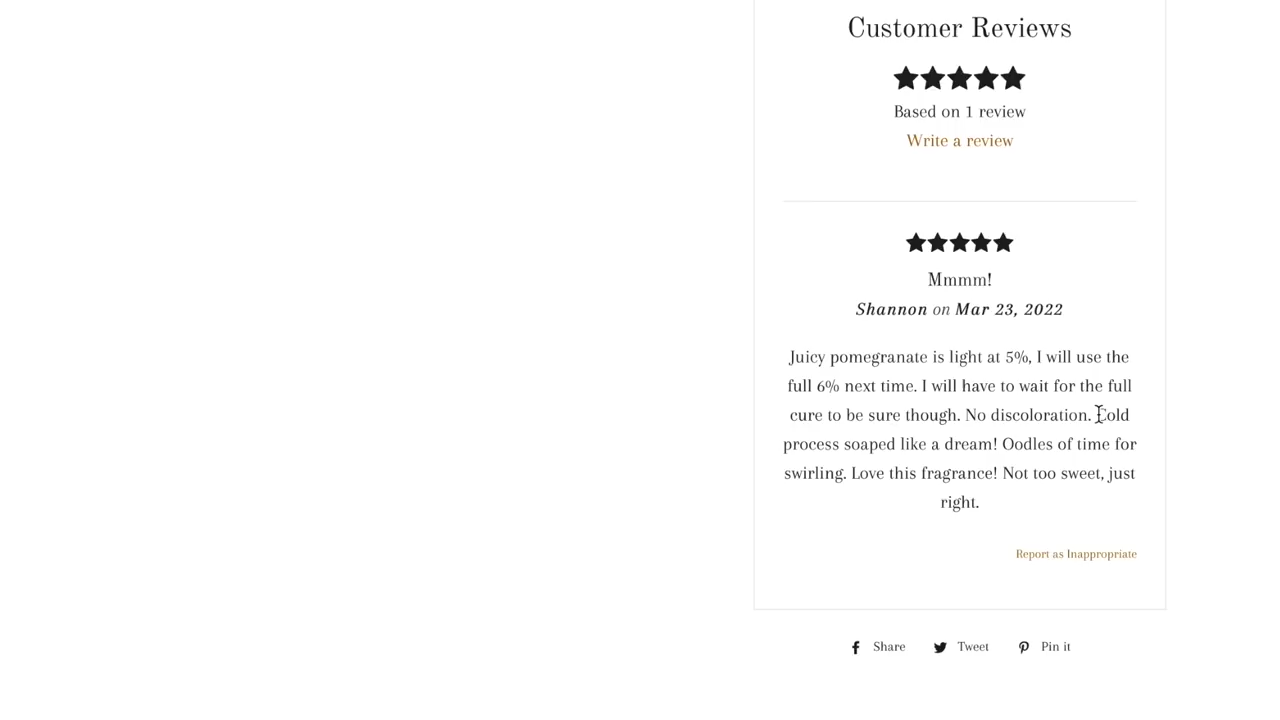 Customer Reviews
Based on 1 review
Write a review
Mmmm!
Shannon on Mar 23, 2022
Juicy pomegranate is light at 5%, I will use the
full 6% next time. I will have to wait for the full
cure to be sure though. No discoloration. Cold
process soaped like a dream! Oodles of time for
swirling. Love this fragrance! Not too sweet, just
right.
Report as Inappropriate
Share Tweet Pin it